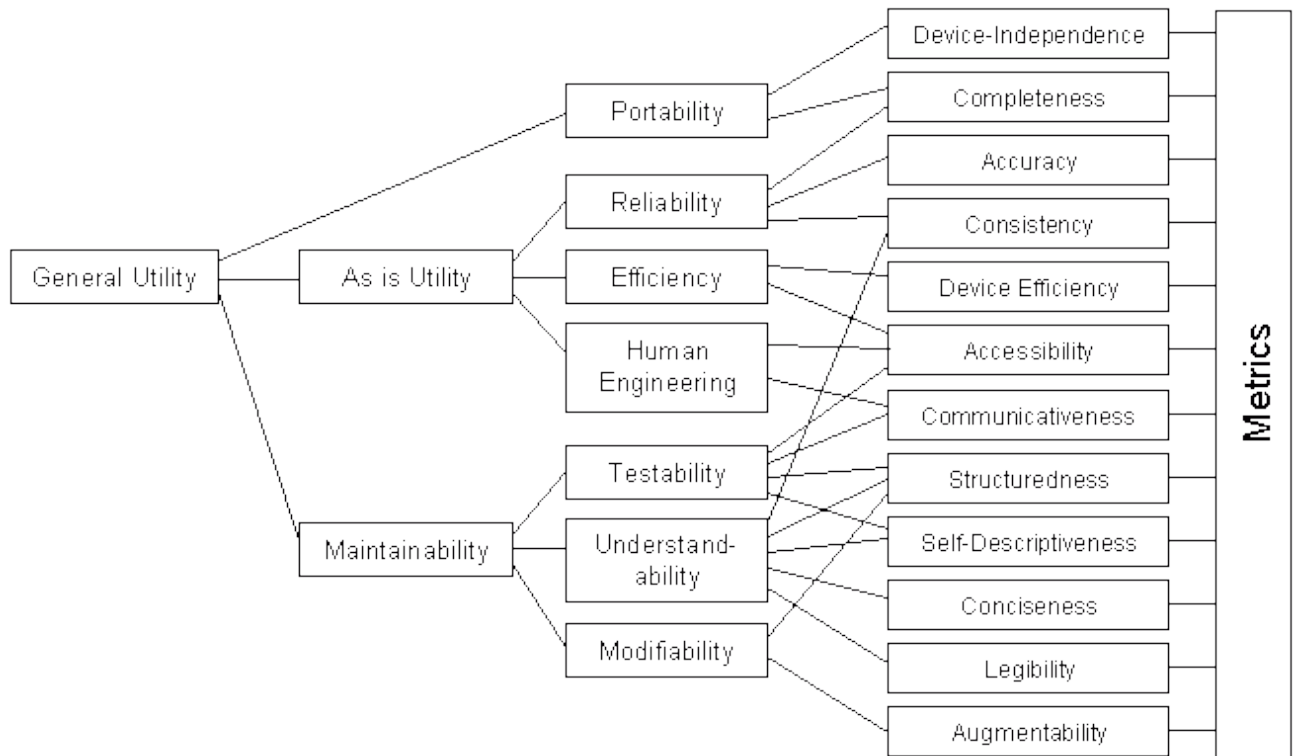 General Utility
As is Utility
Maintainability
Portability
Reliability
Efficiency
Human
Engineering
Testability
Understand-
ability
Modifiability
Device-Independence
Completeness
Accuracy
Consistency
Device Efficiency
Accessibility
Communicativeness
Structuredness
Self-Descriptiveness
Conciseness
Legibility
Augmentability
Metrics